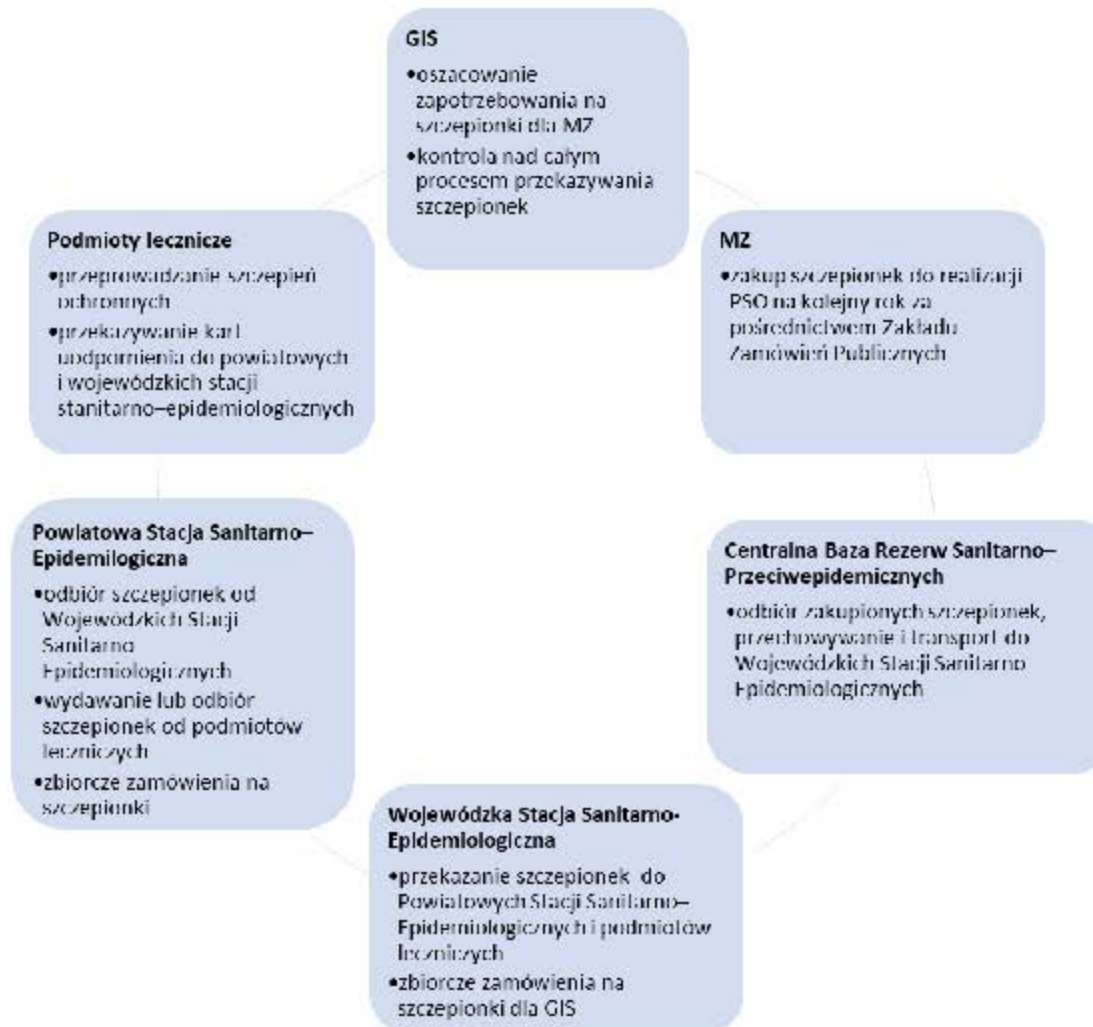 GIS
•oszacowanie
zapotrzebowania na
szczepionki dla MZ
•kontrola nad całym
procesem przekazywania
szczepionek
MZ
•zakup szczepionek do realizacji
PSO na kolejny rok za
pośrednictwem Zakładu
Zamówień Publicznych
Centralna Baza Rezerw Sanitarno–
Przeciwepidemicznych
•odbiór zakupionych szczepionek,
przechowywanie i transport do
Wojewódzkich Stacji Sanitarno
Epidemiologicznych
Wojewódzka Stacja Sanitarno-
Epidemiologiczna
•przekazanie szczepionek do
Powiatowych Stacji Sanitarno–
Epidemiologicznych i podmiotów
leczniczych
•zbiorcze zamówienia na
szczepionki dla GIS
Powiatowa Stacja Sanitarno–
Epidemilogiczna
•odbiór szczepionek od
Wojewódzkich Stacji
Sanitarno
Epidemiologicznych
•wydawanie lub odbiór
szczepionek od podmiotów
leczniczych
•zbiorcze zamówienia na
szczepionki
Podmioty lecznicze
•przeprowadzanie szczepień
ochronnych
•przekazywanie kart
uodpornienia do powiatowych
i wojewódzkich stacji
stanitarno–epidemiologicznych